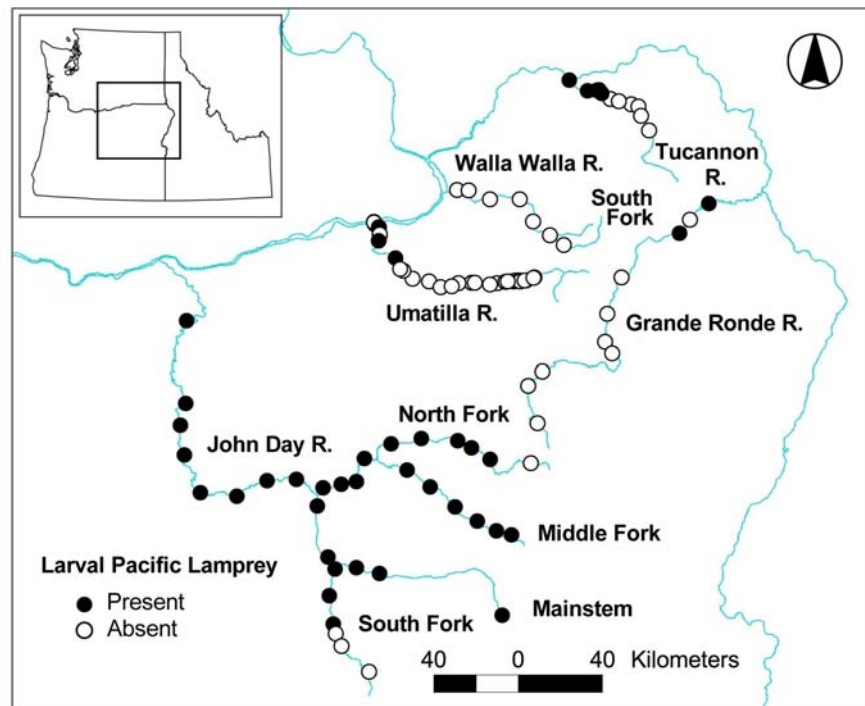 Walla Walla R.
South
Fork
Tucannon
R.
Umatilla R.
Grande Ronde R.
North Fork
John Day R.
Middle Fork
Larval Pacific Lamprey
Present
Absent
Mainstem
South Fork
40 0 40 Kilometers